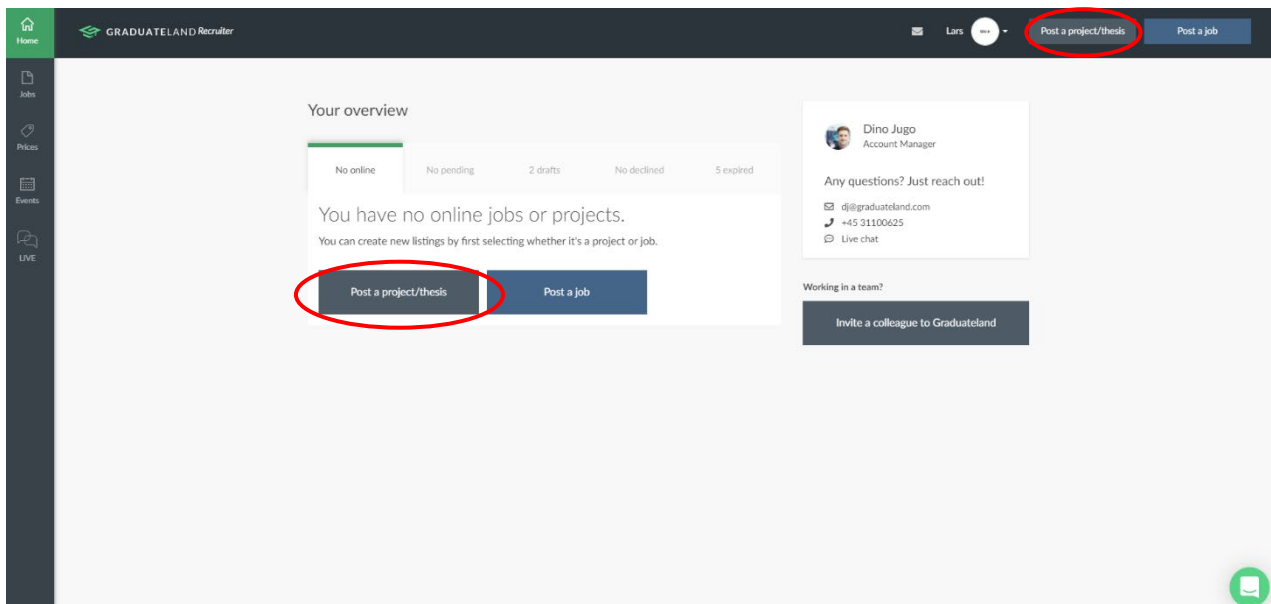 Home
GRADUATELAND Recruiter
Lars
Post a project/thesis
Post a job
Jobs
Prices
Events
LIVE
Your overview
No online
No pending
2 drafts
No declined
5 expired
You have no online jobs or projects.
You can create new listings by first selecting whether it's a project or job.
Post a project/thesis
Post a job
Dino Jugo
Account Manager
Any questions? Just reach out!
dj@graduateland.com
+45 31100625
Live chat
Working in a team?
Invite a colleague to Graduateland